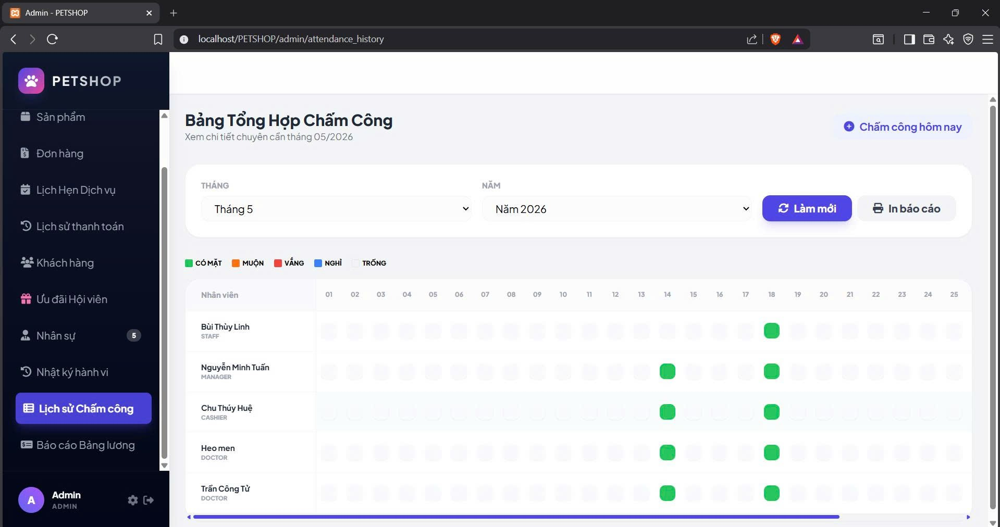 Admin - PETSHOP
localhost/PETSHOP/admin/attendance_history
PETSHOP
Sản phẩm
Đơn hàng
Lịch Hẹn Dịch vụ
Lịch sử thanh toán
Khách hàng
Ưu đãi Hội viên
Nhân sự 5
Nhật ký hành vi
Lịch sử Chấm công
Báo cáo Bảng lương
A
Admin
ADMIN
Bảng Tổng Hợp Chấm Công
Xem chi tiết chuyên cần tháng 05/2026
Chấm công hôm nay
THÁNG NĂM
Tháng 5 Năm 2026 Làm mới In báo cáo
CÓ MẶT MUỘN VẮNG NGHỈ TRỐNG
Nhân viên 01 02 03 04 05 06 07 08 09 10 11 12 13 14 15 16 17 18 19 20 21 22 23 24 25
Bùi Thùy Linh
STAFF
Nguyễn Minh Tuấn
MANAGER
Chu Thúy Huệ
CASHIER
Heo men
DOCTOR
Trần Công Tử
DOCTOR